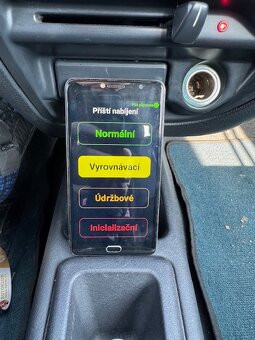 Příští nabíjení
Normální
Vyrovnávací
Údržbové
Inicializační